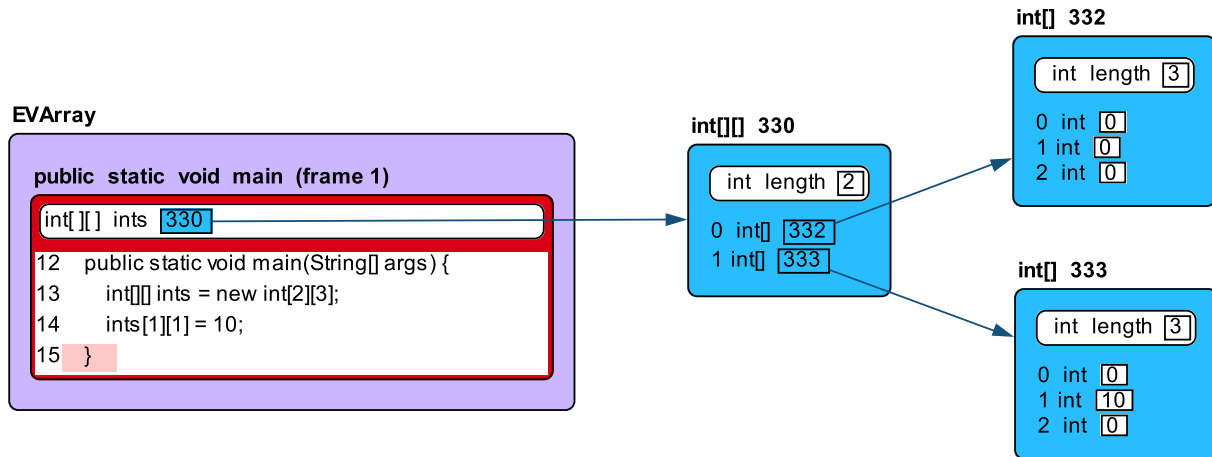 EVArray
public static void main (frame 1)
int[ ][ ] ints 330
12 public static void main(String[] args) {
13 int[][] ints = new int[2][3];
14 ints[1][1] = 10;
15 }
int[][] 330
int length 2
0 int[] 332
1 int[] 333
int[] 332
int length 3
0 int 0
1 int 0
2 int 0
int[] 333
int length 3
0 int 0
1 int 10
2 int 0